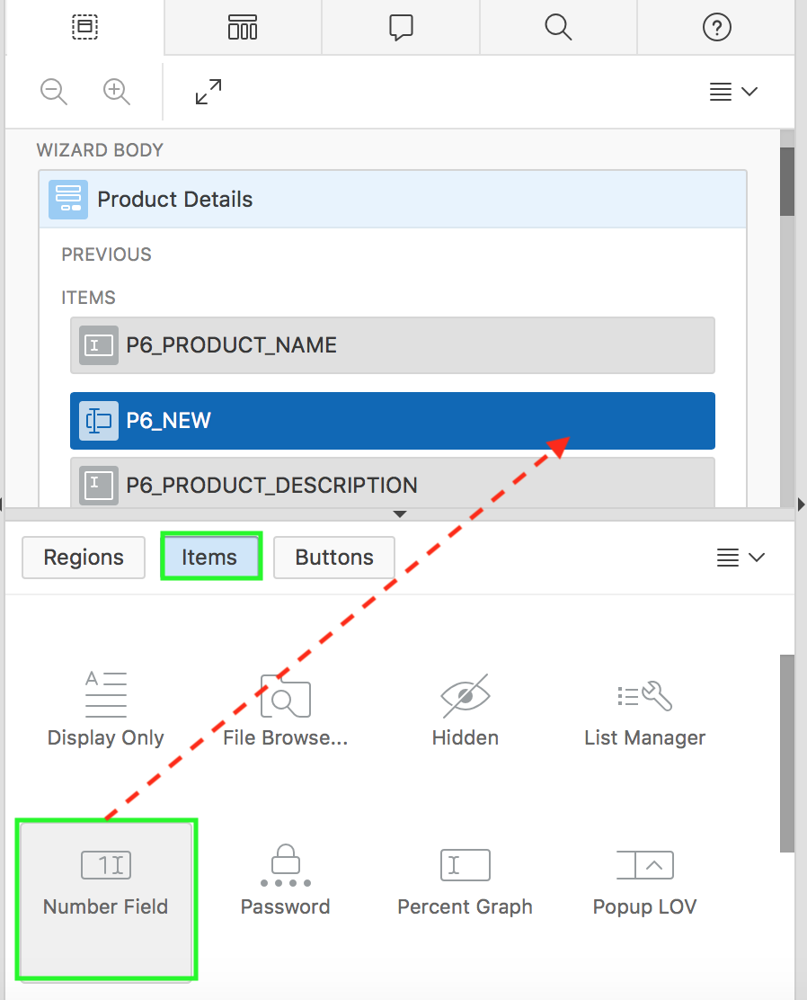 WIZARD BODY
Product Details
PREVIOUS
ITEMS
P6_PRODUCT_NAME
P6_NEW
P6_PRODUCT_DESCRIPTION
Regions Items Buttons
Display Only File Browse... Hidden List Manager
Number Field Password Percent Graph Popup LOV